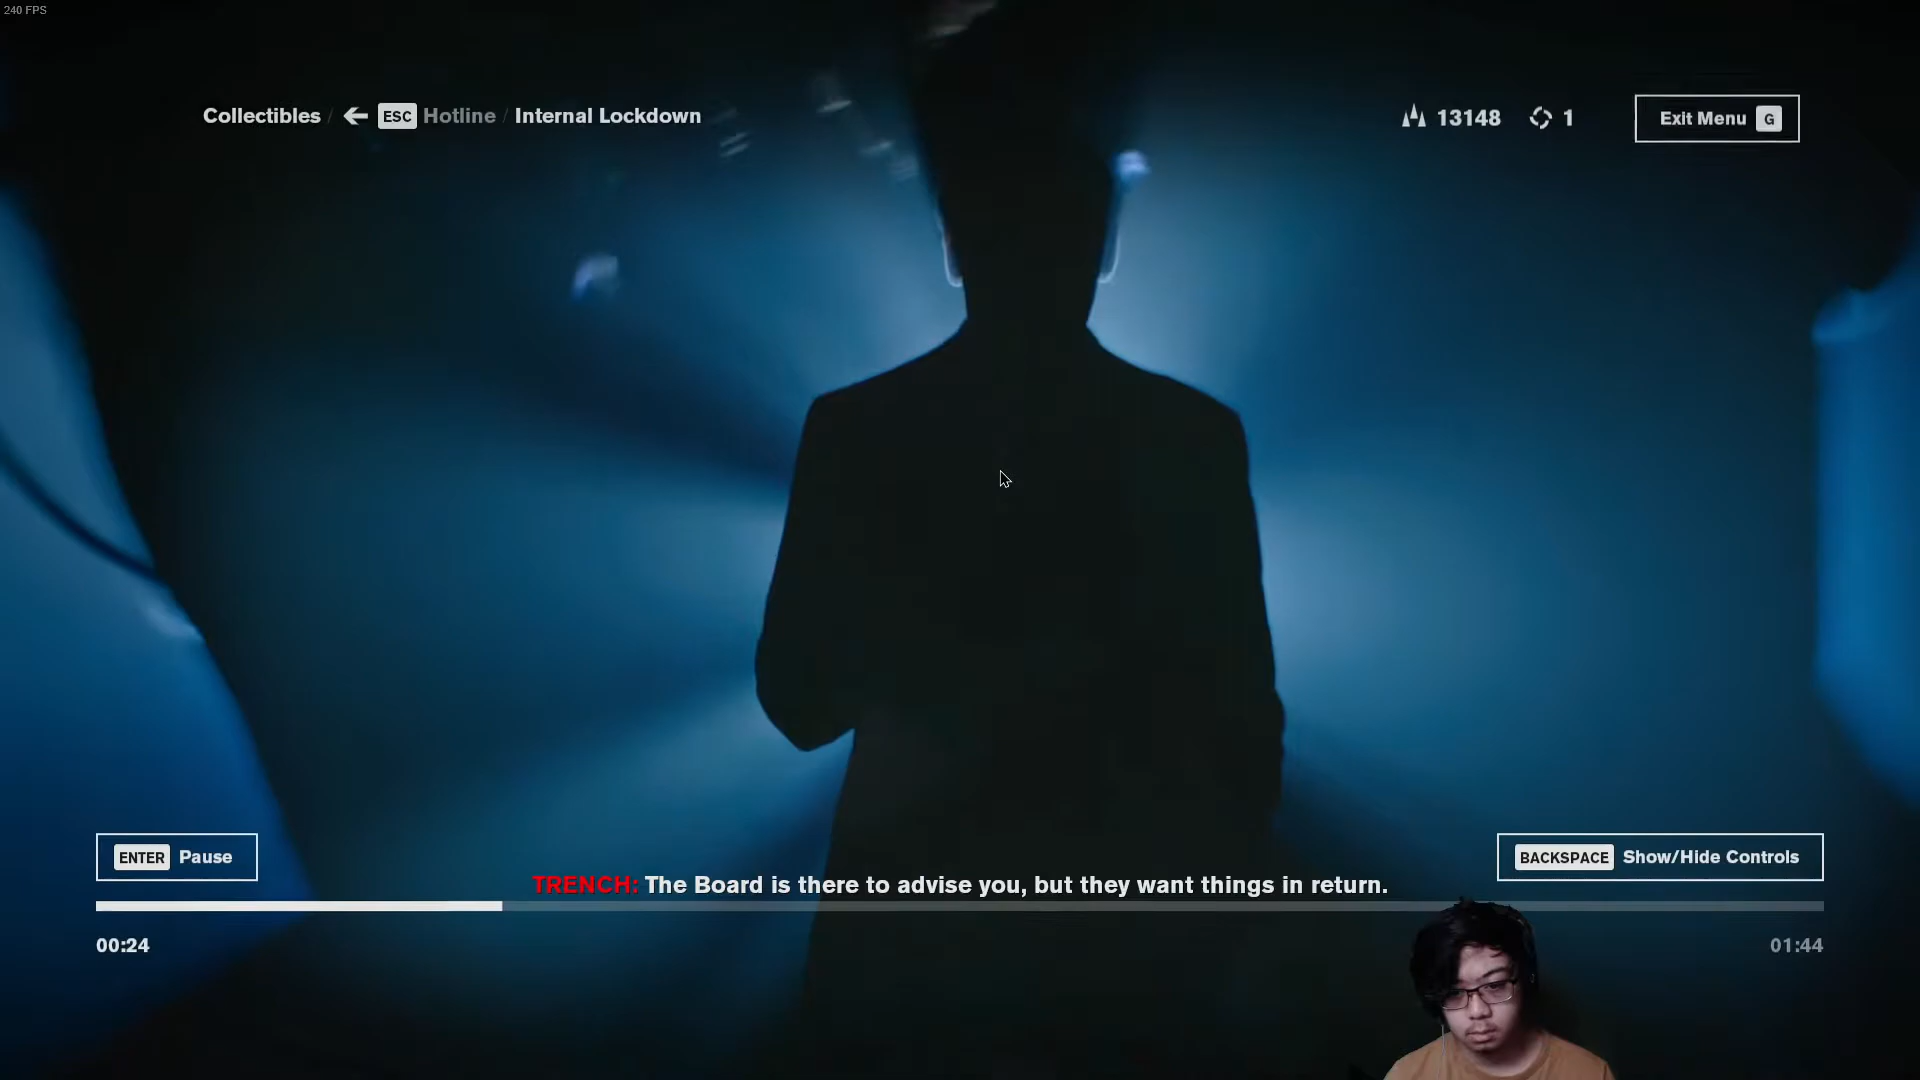 240 FPS
Collectibles / ESC Hotline / Internal Lockdown
13148 1
Exit Menu G
ENTER Pause
BACKSPACE Show/Hide Controls
TRENCH: The Board is there to advise you, but they want things in return.
00:24
01:44